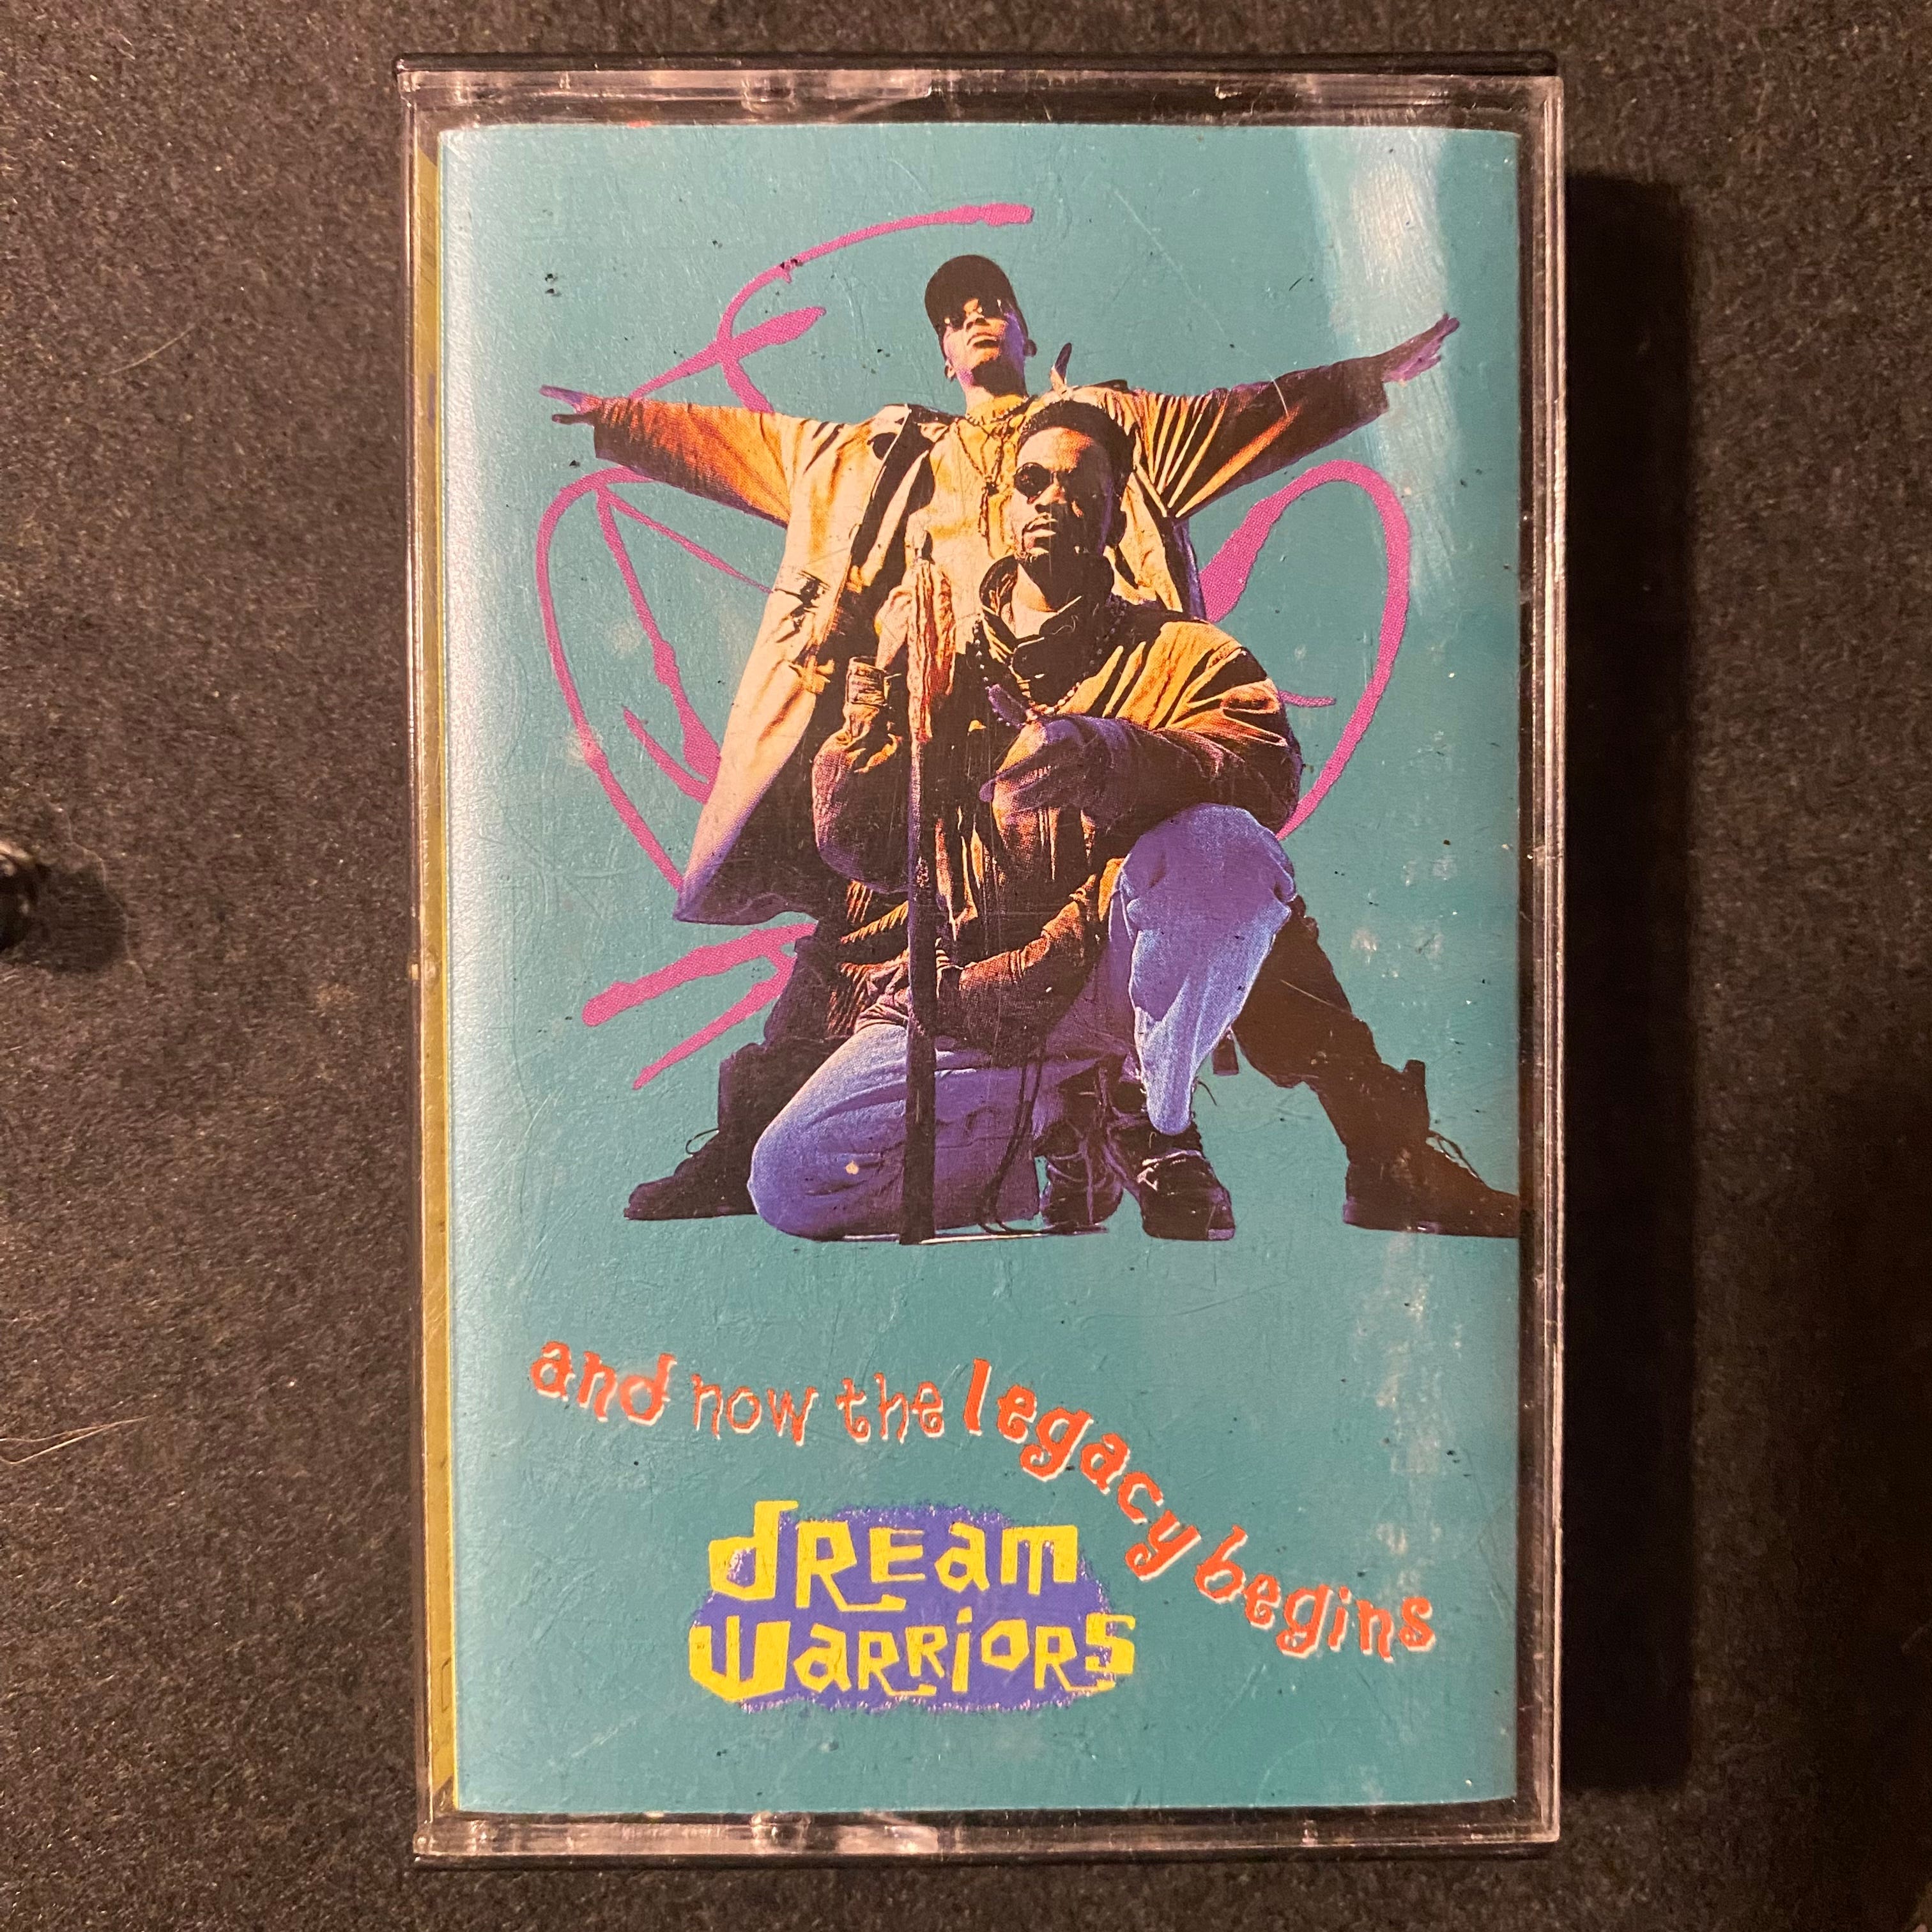 and now the legacy begins
dREam
WaRRiORS